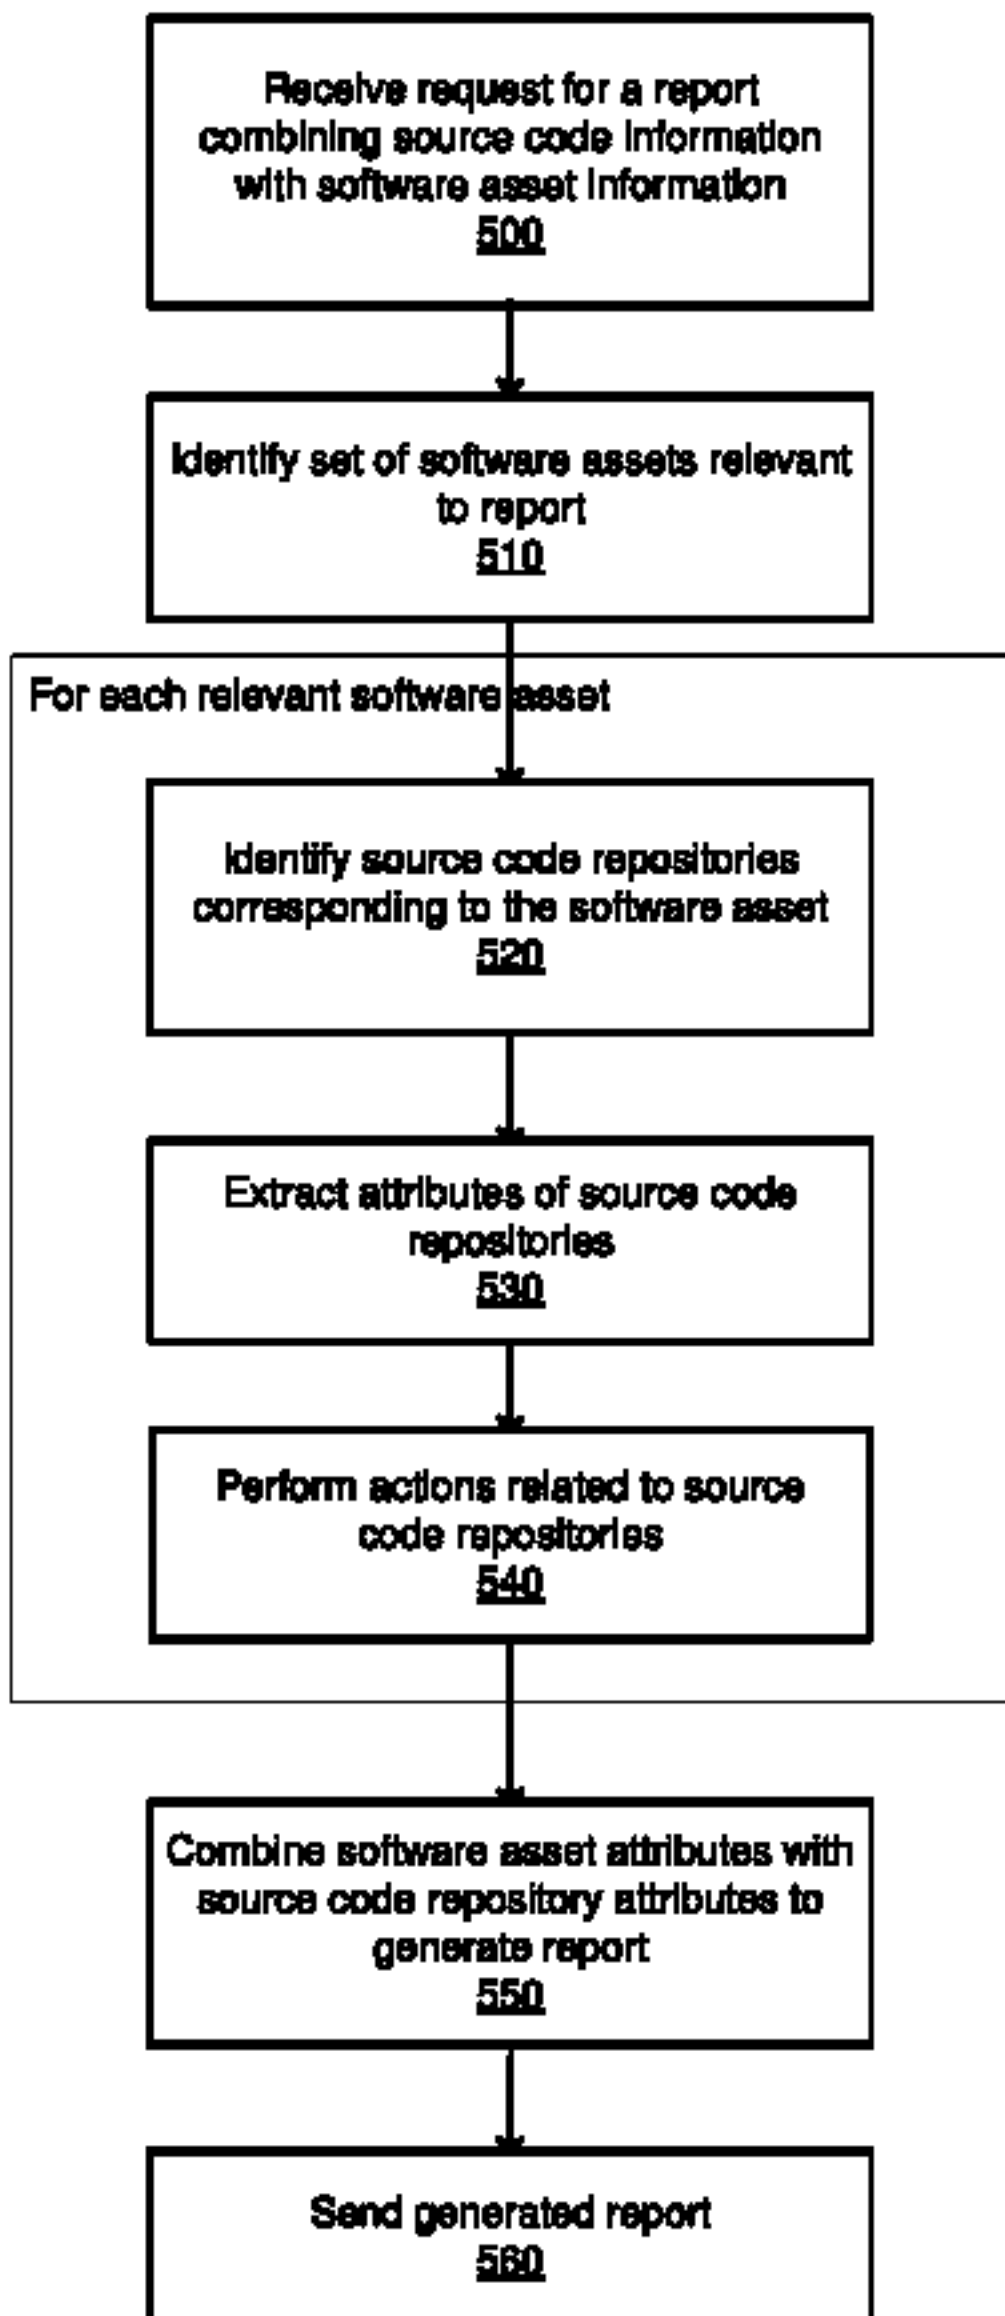 Receive request for a report
combining source code information
with software asset information
500
Identify set of software assets relevant
to report
510
For each relevant software asset
Identify source code repositories
corresponding to the software asset
520
Extract attributes of source code
repositories
530
Perform actions related to source
code repositories
540
Combine software asset attributes with
source code repository attributes to
generate report
550
Send generated report
560